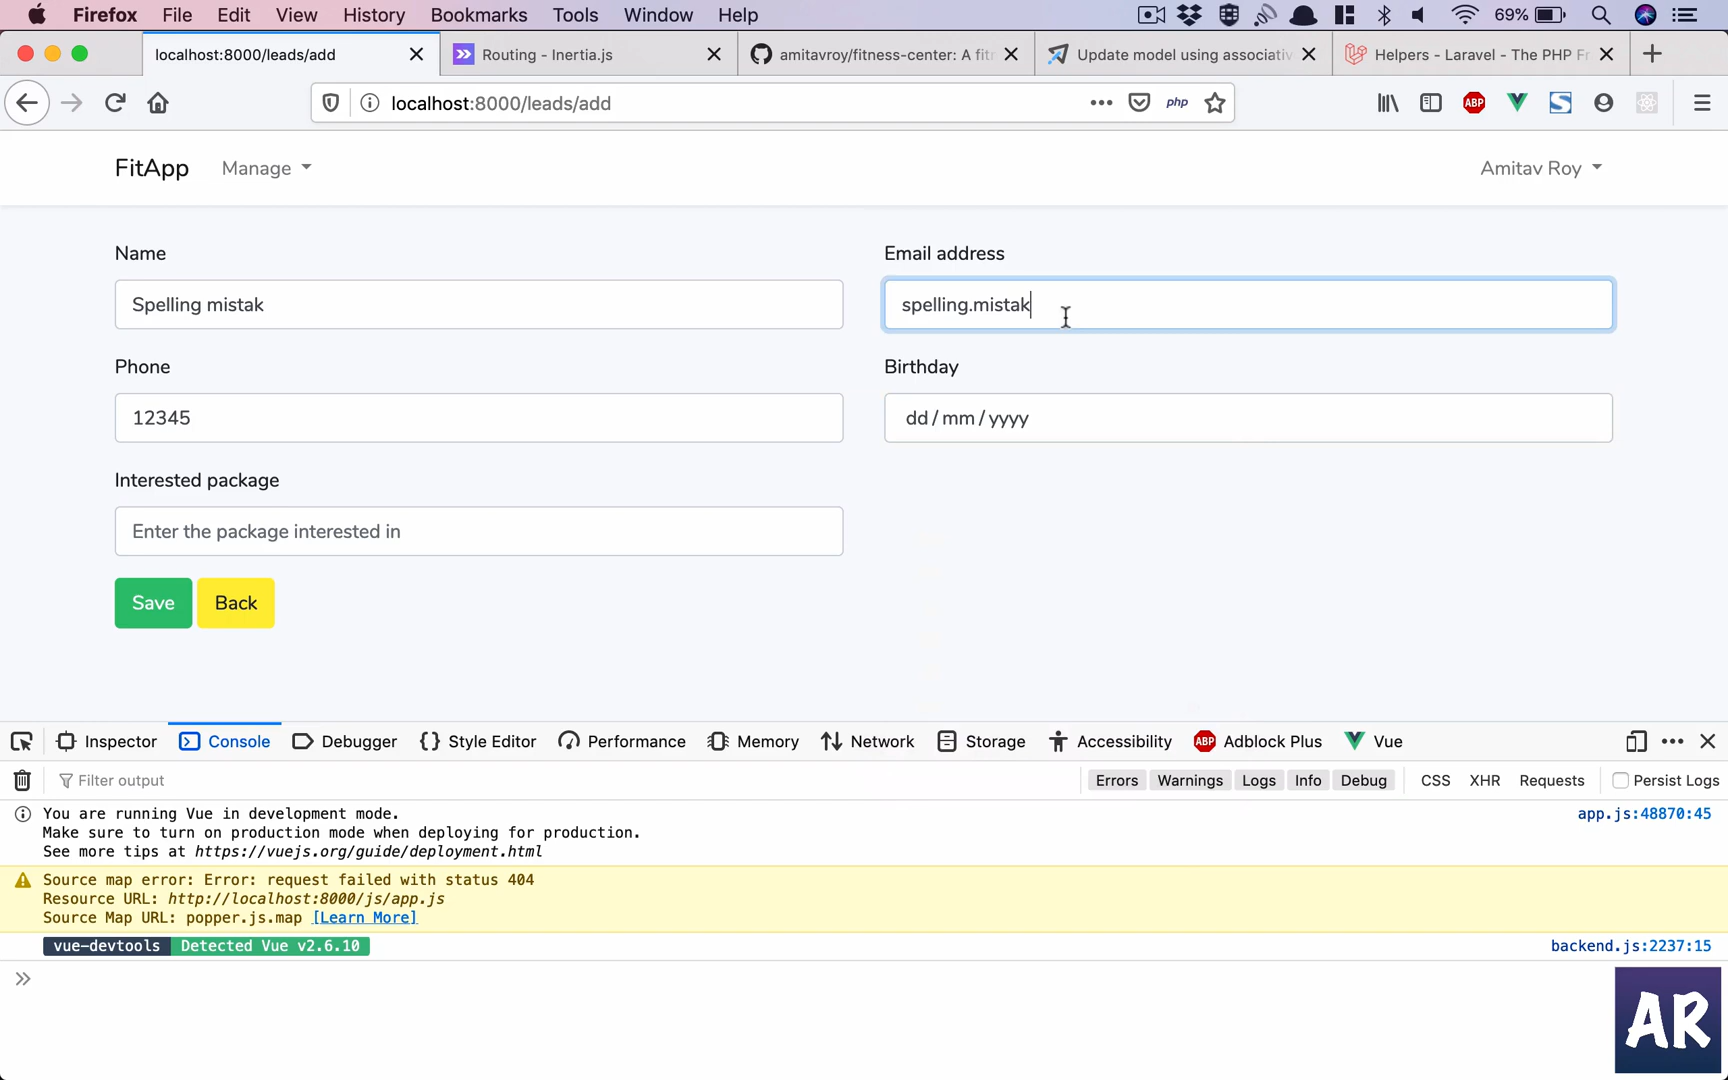 Firefox File Edit View History Bookmarks Tools Window Help 69%
localhost:8000/leads/add Routing - Inertia.js amitavroy/fitness-center: A fitn Update model using associativ Helpers - Laravel - The PHP Fr
localhost:8000/leads/add php ABP
FitApp Manage Amitav Roy
Name Email address
Spelling mistak spelling.mistak
Phone Birthday
12345 dd / mm / yyyy
Interested package
Enter the package interested in
Save Back
Inspector Console Debugger Style Editor Performance Memory Network Storage Accessibility ABP Adblock Plus Vue
Filter output Errors Warnings Logs Info Debug CSS XHR Requests Persist Logs
You are running Vue in development mode. app.js:48870:45
Make sure to turn on production mode when deploying for production.
See more tips at https://vuejs.org/guide/deployment.html
Source map error: Error: request failed with status 404
Resource URL: http://localhost:8000/js/app.js
Source Map URL: popper.js.map [Learn More]
vue-devtools Detected Vue v2.6.10 backend.js:2237:15
AR